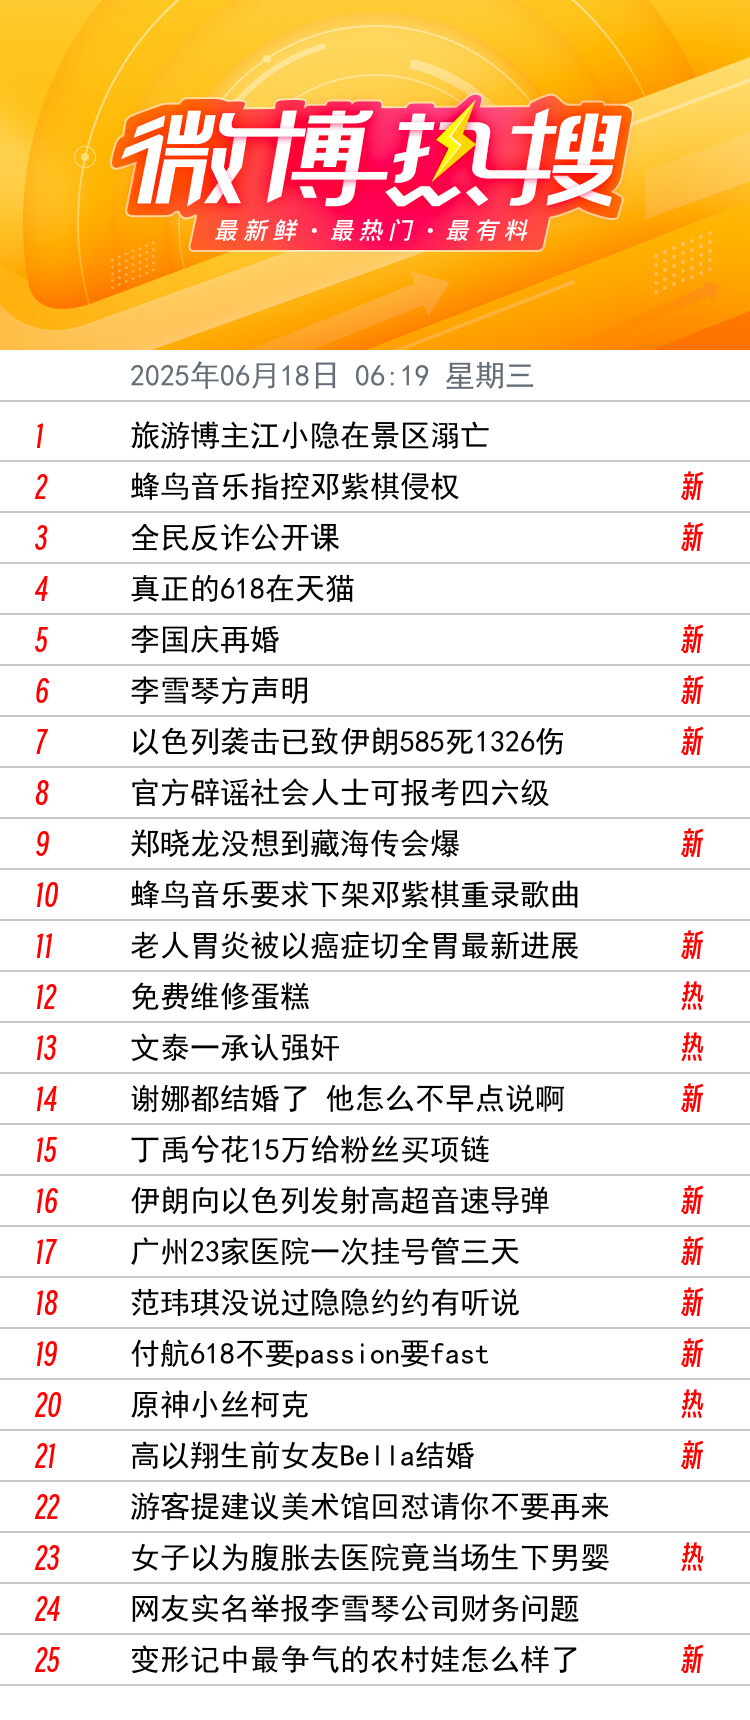 微博热搜
最新鲜·最热门·最有料
2025年06月18日 06:19 星期三
1 旅游博主江小隐在景区溺亡
2 蜂鸟音乐指控邓紫棋侵权 新
3 全民反诈公开课 新
4 真正的618在天猫
5 李国庆再婚 新
6 李雪琴方声明 新
7 以色列袭击已致伊朗585死1326伤 新
8 官方辟谣社会人士可报考四六级
9 郑晓龙没想到藏海传会爆 新
10 蜂鸟音乐要求下架邓紫棋重录歌曲
11 老人胃炎被以癌症切全胃最新进展 新
12 免费维修蛋糕 热
13 文泰一承认强奸 热
14 谢娜都结婚了 他怎么不早点说啊 新
15 丁禹兮花15万给粉丝买项链
16 伊朗向以色列发射高超音速导弹 新
17 广州23家医院一次挂号管三天 新
18 范玮琪没说过隐隐约约有听说 新
19 付航618不要passion要fast 新
20 原神小丝柯克 热
21 高以翔生前女友Bella结婚 新
22 游客提建议美术馆回怼请你不要再来
23 女子以为腹胀去医院竟当场生下男婴 热
24 网友实名举报李雪琴公司财务问题
25 变形记中最争气的农村娃怎么样了 新